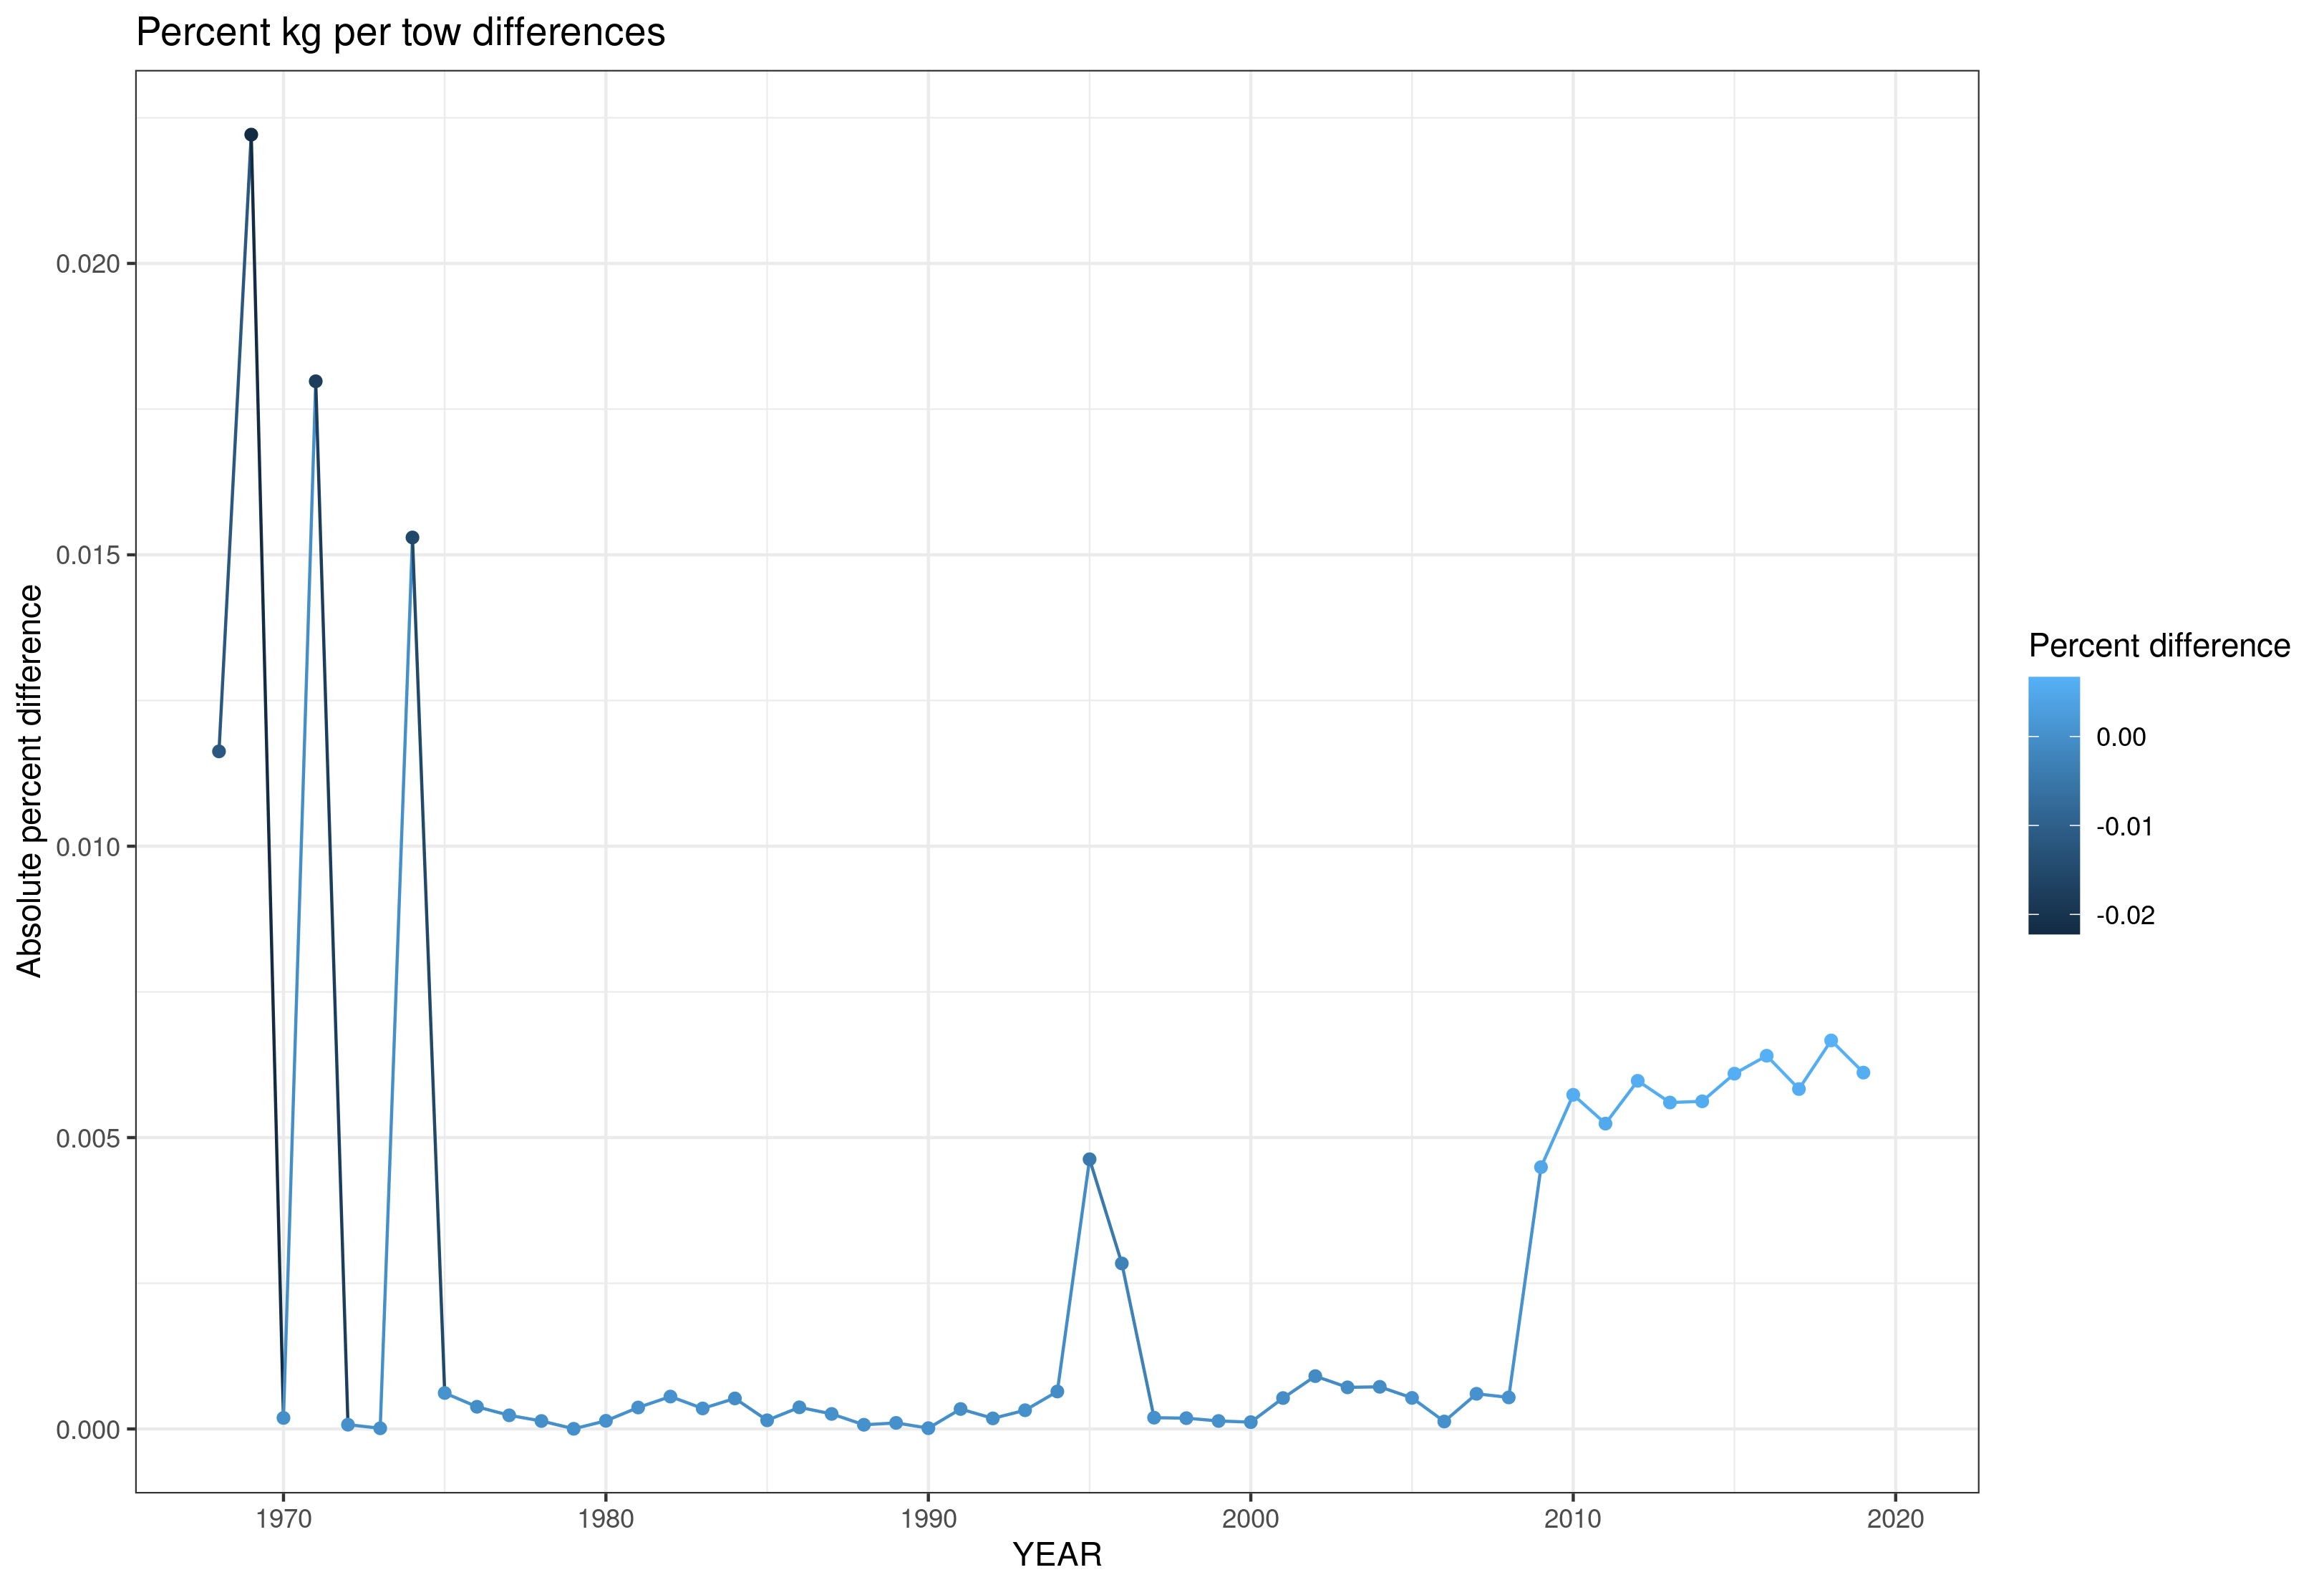 Percent kg per tow differences
0.020
0.015
0.010
0.005
0.000
Absolute percent difference
1970 1980 1990 2000 2010 2020
YEAR
Percent difference
0.00
-0.01
-0.02